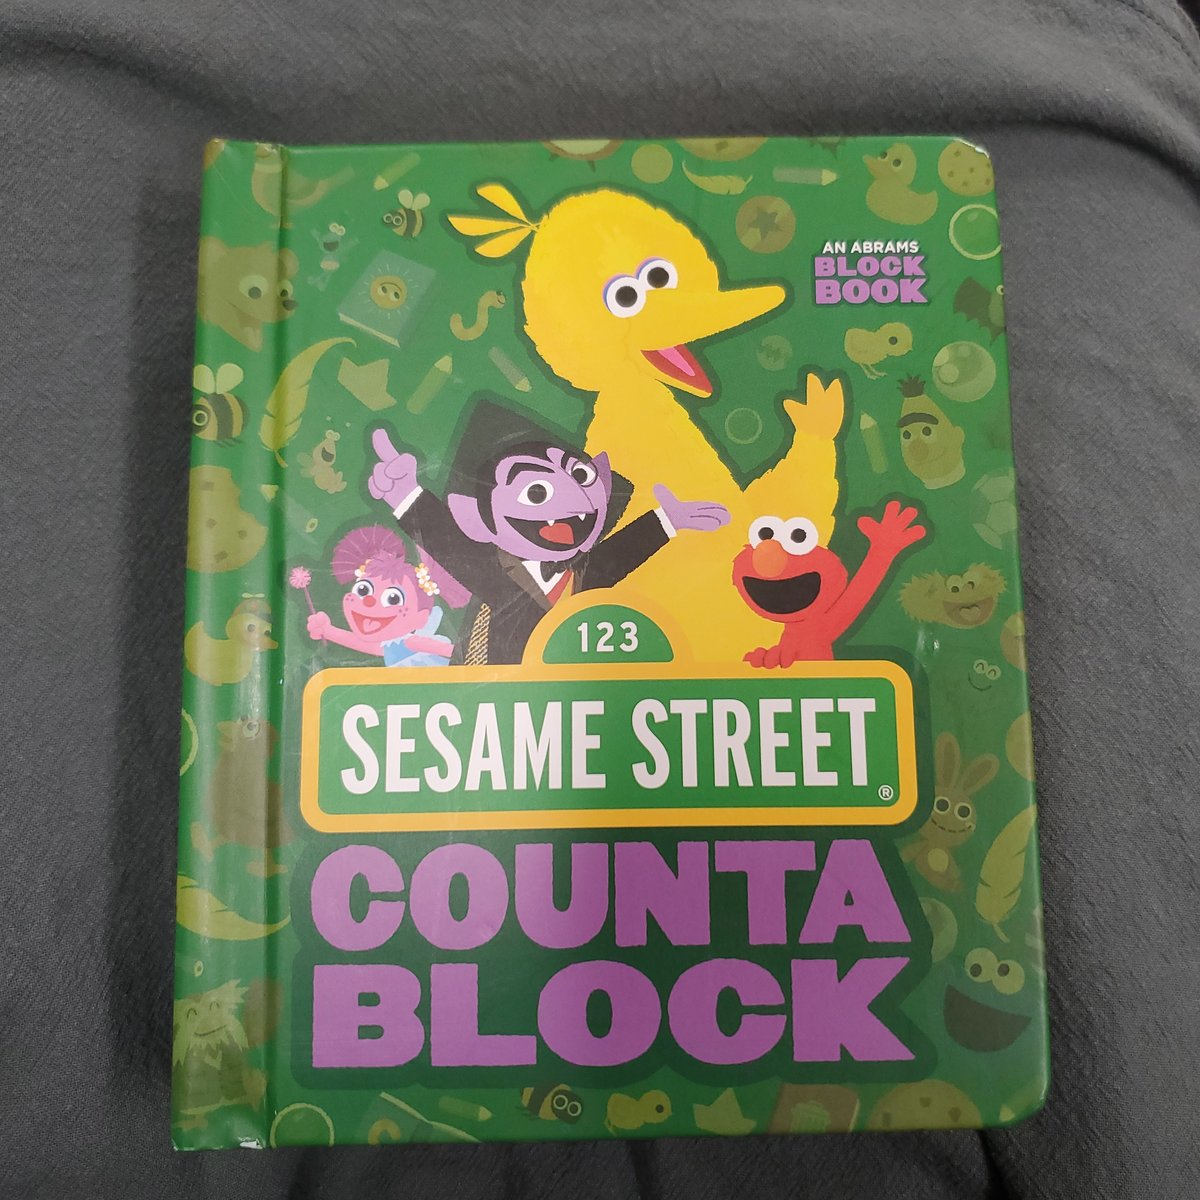 AN ABRAMS
BLOCK
BOOK
123
SESAME STREET®
COUNTA
BLOCK